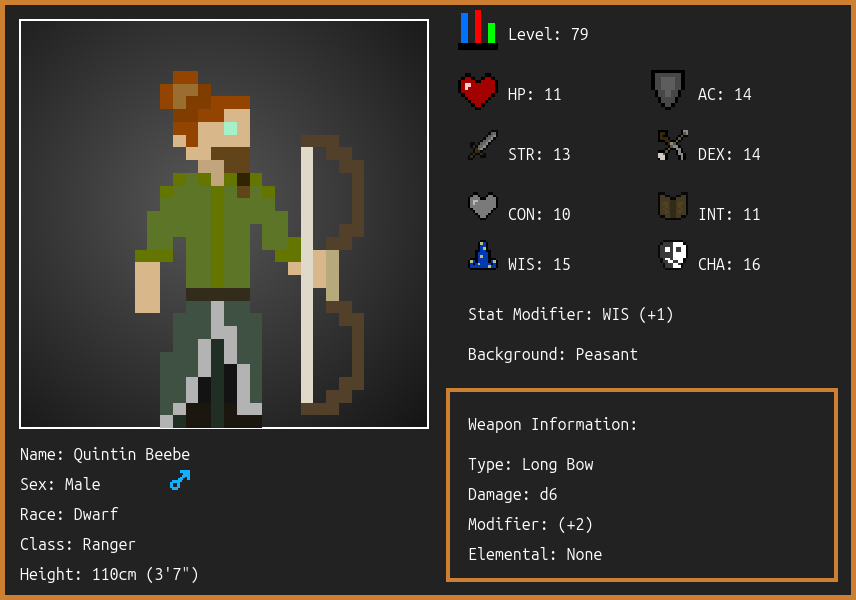 Level: 79
HP: 11
AC: 14
STR: 13
DEX: 14
CON: 10
INT: 11
WIS: 15
CHA: 16
Stat Modifier: WIS (+1)
Background: Peasant
Weapon Information:
Type: Long Bow
Damage: d6
Modifier: (+2)
Elemental: None
Name: Quintin Beebe
Sex: Male
Race: Dwarf
Class: Ranger
Height: 110cm (3'7")